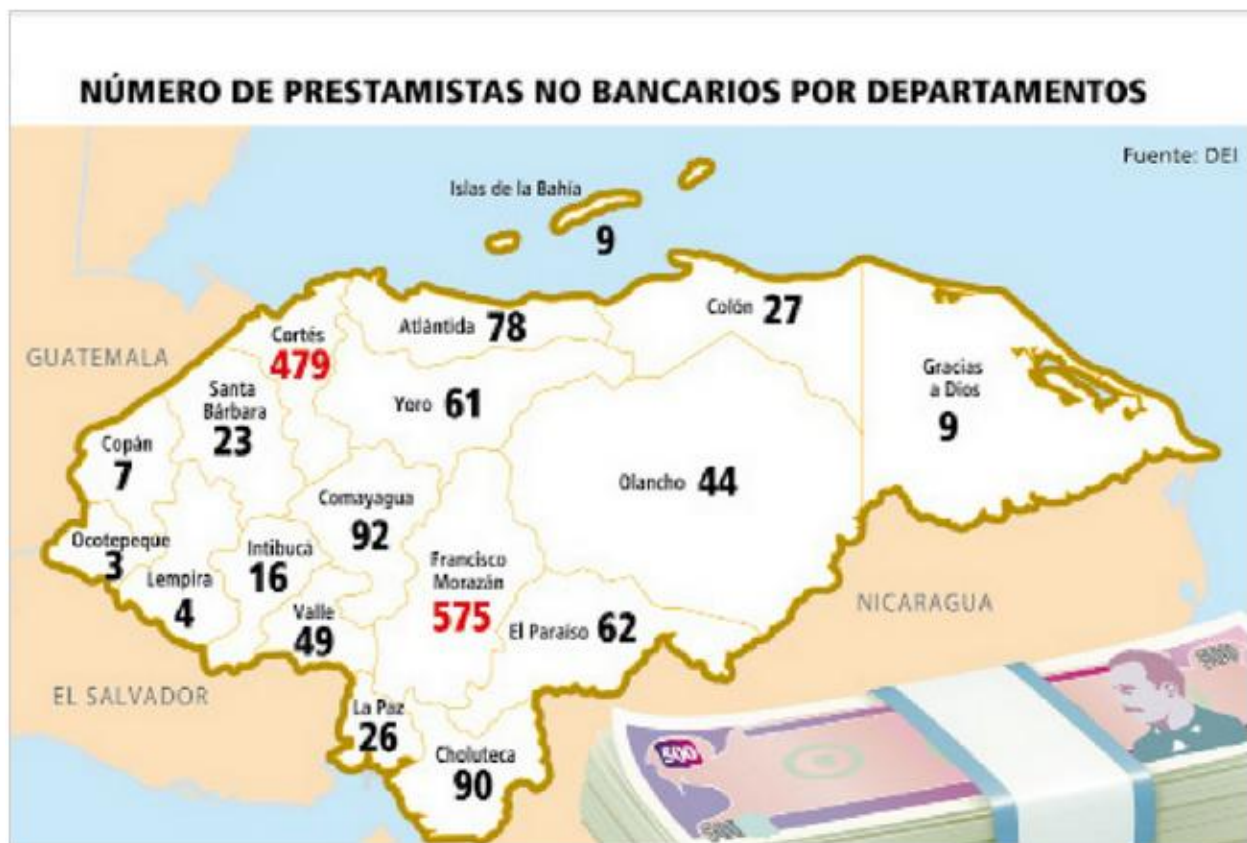 NÚMERO DE PRESTAMISTAS NO BANCARIOS POR DEPARTAMENTOS
Fuente: DEI
Islas de la Bahía
9
Colón 27
Atlántida 78
Cortés
479
GUATEMALA
Gracias
a Dios
9
Santa
Bárbara
23
Yoro 61
Copán
7
Olancho 44
Comayagua
92
Ocotepeque
3
Intibucá
16
Francisco
Morazán
575
Lempira
4
Valle
49
El Paraíso 62
NICARAGUA
EL SALVADOR
La Paz
26
Choluteca
90
500
500
500